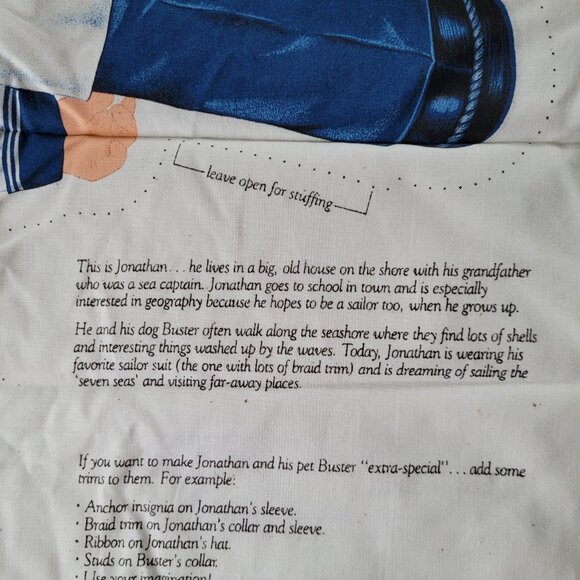 leave open for stuffing
This is Jonathan... he lives in a big, old house on the shore with his grandfather
who was a sea captain. Jonathan goes to school in town and is especially
interested in geography because he hopes to be a sailor too, when he grows up.
He and his dog Buster often walk along the seashore where they find lots of shells
and interesting things washed up by the waves. Today, Jonathan is wearing his
favorite sailor suit (the one with lots of braid trim) and is dreaming of sailing the
'seven seas' and visiting far-away places.
If you want to make Jonathan and his pet Buster "extra-special"... add some
trims to them. For example:
· Anchor insignia on Jonathan's sleeve.
· Braid trim on Jonathan's collar and sleeve.
· Ribbon on Jonathan's hat.
· Studs on Buster's collar.
· Use your imagination!